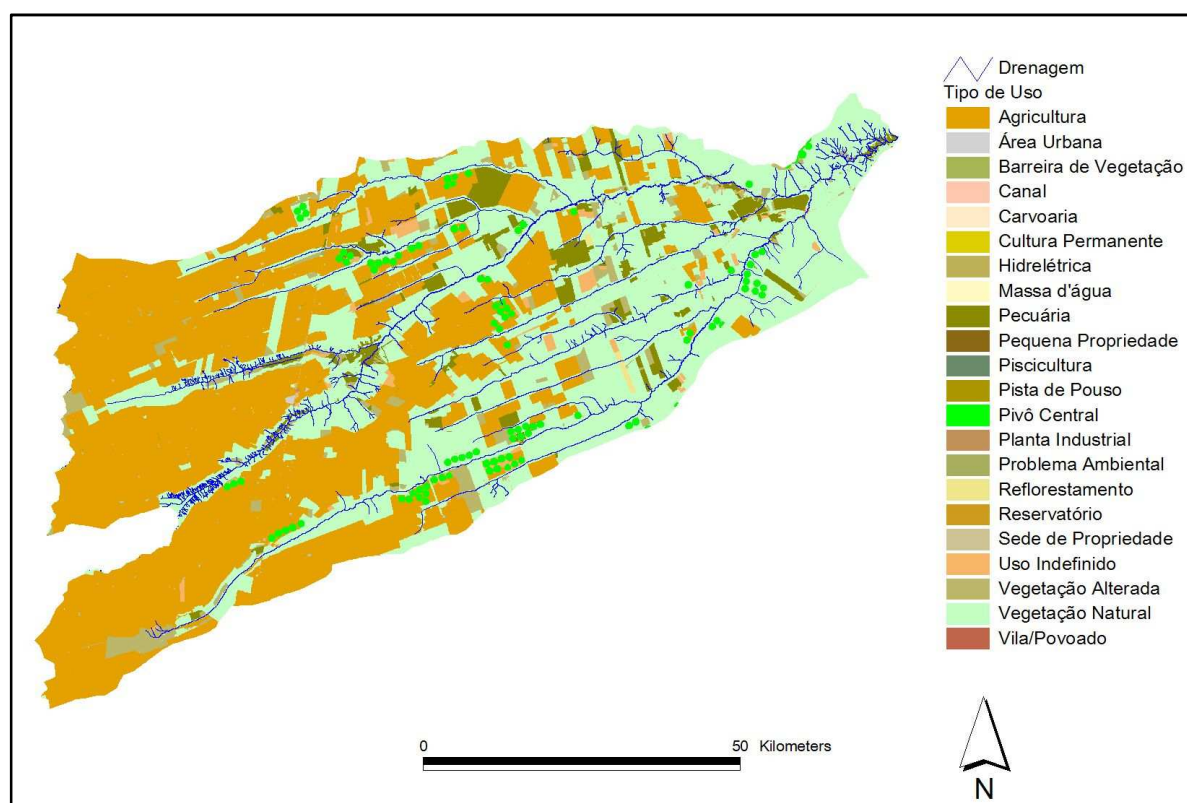 Drenagem
Tipo de Uso
Agricultura
Área Urbana
Barreira de Vegetação
Canal
Carvoaria
Cultura Permanente
Hidrelétrica
Massa d'água
Pecuária
Pequena Propriedade
Piscicultura
Pista de Pouso
Pivô Central
Planta Industrial
Problema Ambiental
Reflorestamento
Reservatório
Sede de Propriedade
Uso Indefinido
Vegetação Alterada
Vegetação Natural
Vila/Povoado
0 50 Kilometers
N